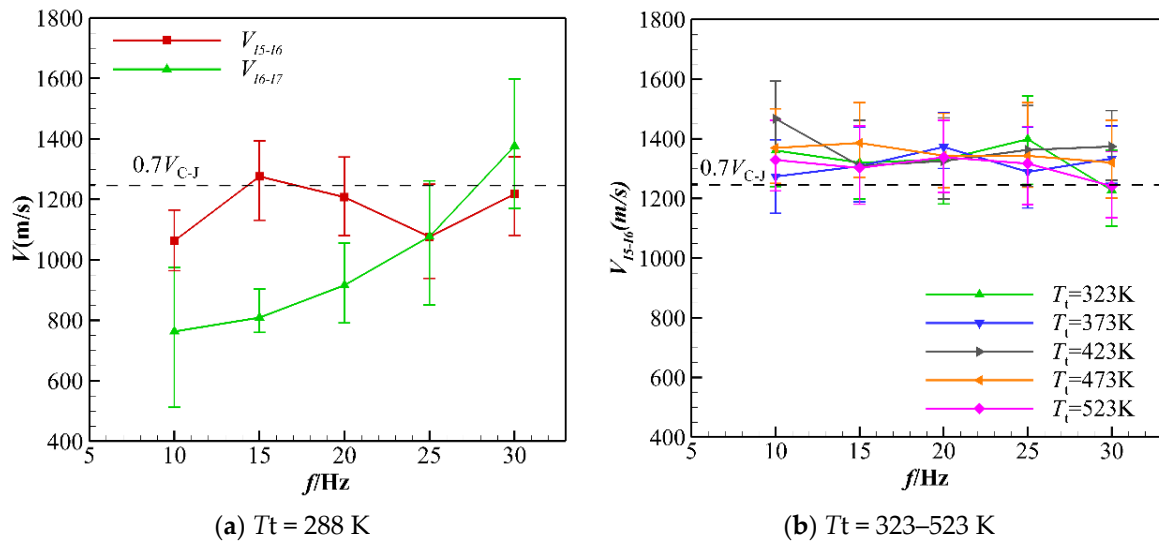 1800
1600
1400
1200
1000
800
600
400
V(m/s)
V_{I5-I6}
V_{I6-I7}
0.7V_{C-J}
5 10 15 20 25 30
f/Hz
(a) Tt = 288 K
1800
1600
1400
1200
1000
800
600
400
V_{I5-I6}(m/s)
0.7V_{C-J}
T_t=323K
T_t=373K
T_t=423K
T_t=473K
T_t=523K
5 10 15 20 25 30
f/Hz
(b) Tt = 323–523 K